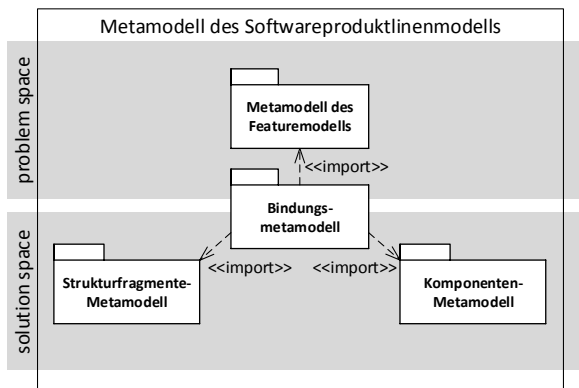 Metamodell des Softwareproduktlinenmodells
problem space
Metamodell des
Featuremodells
<<import>>
Bindungs-
metamodell
solution space
<<import>>
<<import>>
Strukturfragmente-
Metamodell
Komponenten-
Metamodell